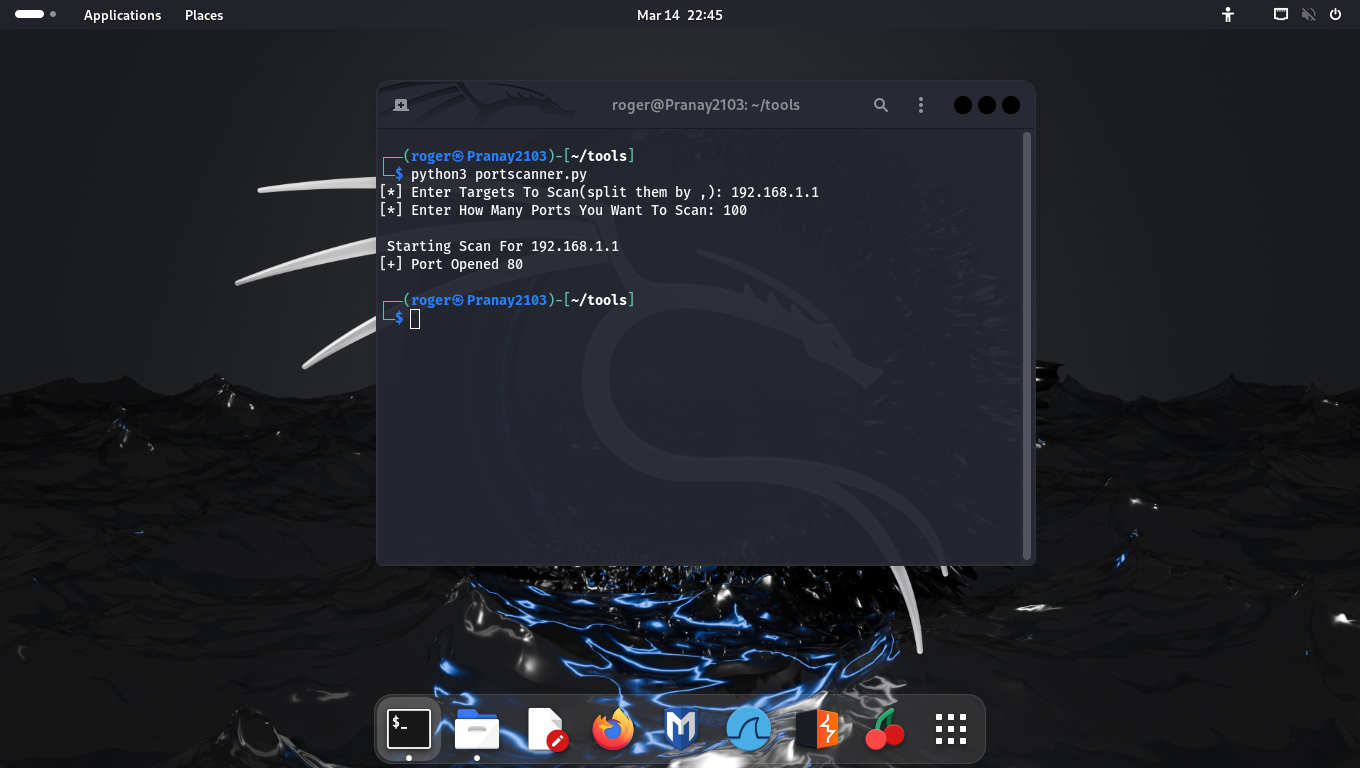 Applications Places Mar 14 22:45
roger@Pranay2103: ~/tools
┌──(roger㉿Pranay2103)-[~/tools]
└─$ python3 portscanner.py
[*] Enter Targets To Scan(split them by ,): 192.168.1.1
[*] Enter How Many Ports You Want To Scan: 100
Starting Scan For 192.168.1.1
[+] Port Opened 80
┌──(roger㉿Pranay2103)-[~/tools]
└─$
$_